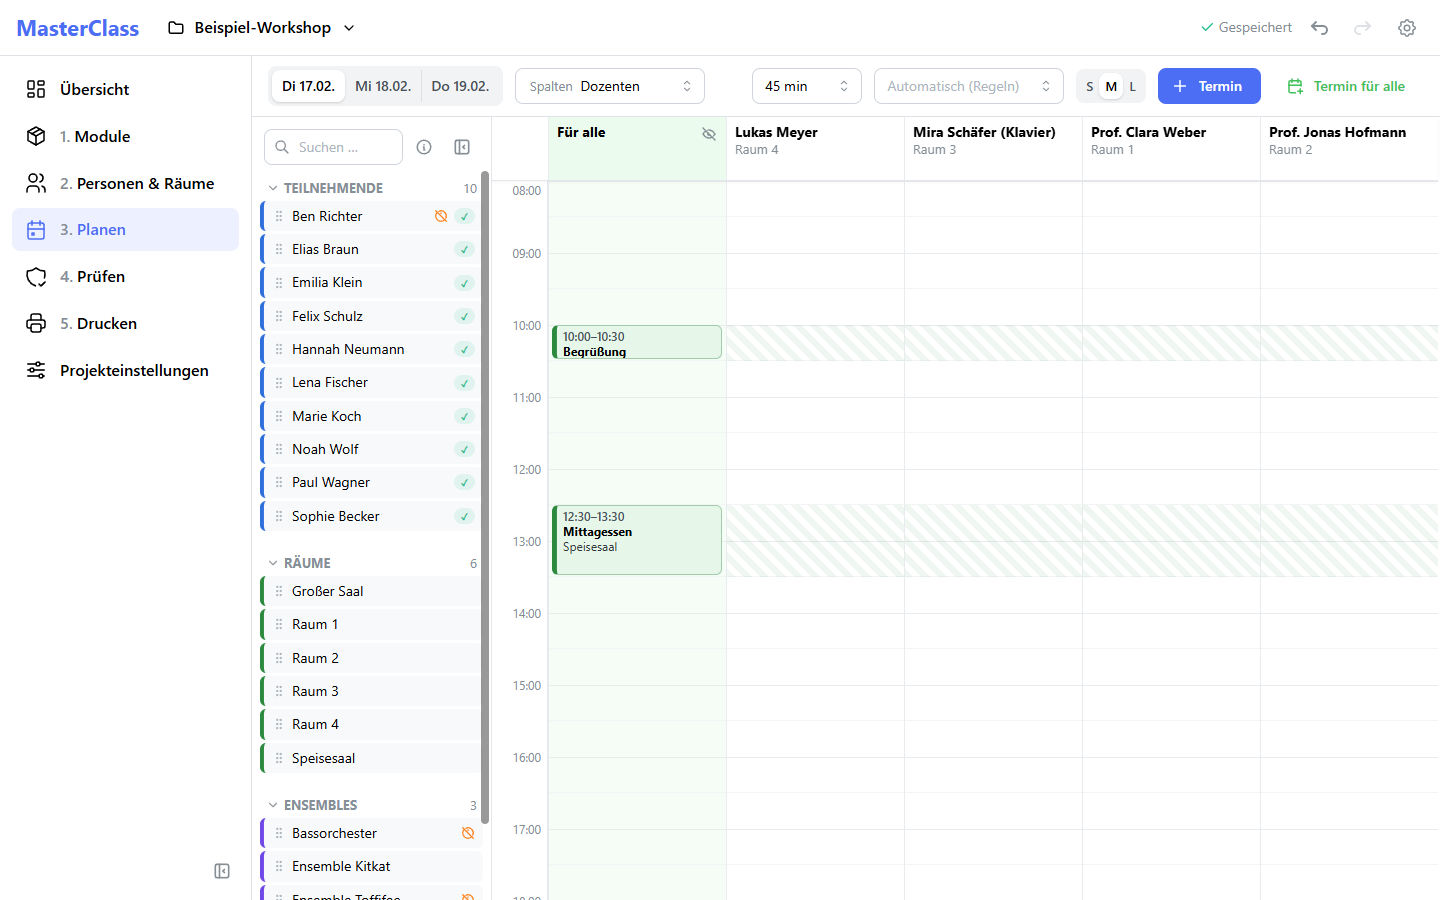 MasterClass
Beispiel-Workshop
Gespeichert
Übersicht
1. Module
2. Personen & Räume
3. Planen
4. Prüfen
5. Drucken
Projekteinstellungen
Di 17.02. Mi 18.02. Do 19.02.
Spalten Dozenten
45 min
Automatisch (Regeln)
S M L
Termin
Termin für alle
Suchen ...
TEILNEHMENDE 10
Ben Richter
Elias Braun
Emilia Klein
Felix Schulz
Hannah Neumann
Lena Fischer
Marie Koch
Noah Wolf
Paul Wagner
Sophie Becker
RÄUME 6
Großer Saal
Raum 1
Raum 2
Raum 3
Raum 4
Speisesaal
ENSEMBLES 3
Bassorchester
Ensemble Kitkat
Ensemble Toffifee
Für alle
Lukas Meyer
Raum 4
Mira Schäfer (Klavier)
Raum 3
Prof. Clara Weber
Raum 1
Prof. Jonas Hofmann
Raum 2
08:00
09:00
10:00
11:00
12:00
13:00
14:00
15:00
16:00
17:00
18:00
10:00–10:30
Begrüßung
12:30–13:30
Mittagessen
Speisesaal